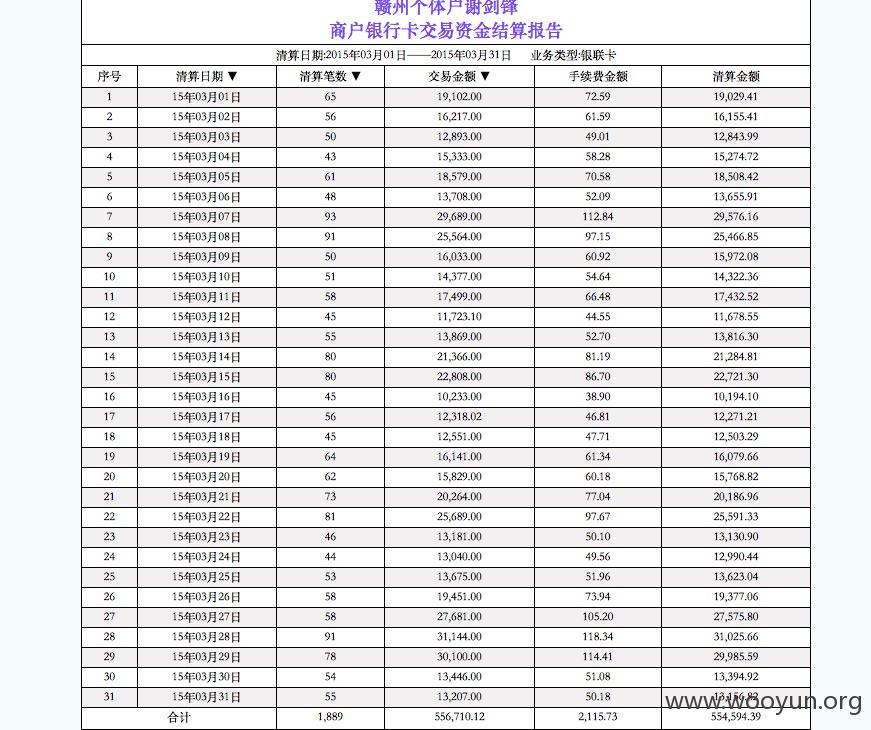 赣州个体户谢剑锋
商户银行卡交易资金结算报告
清算日期:2015年03月01日——2015年03月31日 业务类型:银联卡
序号 清算日期▼ 清算笔数▼ 交易金额▼ 手续费金额 清算金额
1 15年03月01日 65 19,102.00 72.59 19,029.41
2 15年03月02日 56 16,217.00 61.59 16,155.41
3 15年03月03日 50 12,893.00 49.01 12,843.99
4 15年03月04日 43 15,333.00 58.28 15,274.72
5 15年03月05日 61 18,579.00 70.58 18,508.42
6 15年03月06日 48 13,708.00 52.09 13,655.91
7 15年03月07日 93 29,689.00 112.84 29,576.16
8 15年03月08日 91 25,564.00 97.15 25,466.85
9 15年03月09日 50 16,033.00 60.92 15,972.08
10 15年03月10日 51 14,377.00 54.64 14,322.36
11 15年03月11日 58 17,499.00 66.48 17,432.52
12 15年03月12日 45 11,723.10 44.55 11,678.55
13 15年03月13日 55 13,869.00 52.70 13,816.30
14 15年03月14日 80 21,366.00 81.19 21,284.81
15 15年03月15日 80 22,808.00 86.70 22,721.30
16 15年03月16日 45 10,233.00 38.90 10,194.10
17 15年03月17日 56 12,318.02 46.81 12,271.21
18 15年03月18日 45 12,551.00 47.71 12,503.29
19 15年03月19日 64 16,141.00 61.34 16,079.66
20 15年03月20日 62 15,829.00 60.18 15,768.82
21 15年03月21日 73 20,264.00 77.04 20,186.96
22 15年03月22日 81 25,689.00 97.67 25,591.33
23 15年03月23日 46 13,181.00 50.10 13,130.90
24 15年03月24日 44 13,040.00 49.56 12,990.44
25 15年03月25日 53 13,675.00 51.96 13,623.04
26 15年03月26日 58 19,451.00 73.94 19,377.06
27 15年03月27日 58 27,681.00 105.20 27,575.80
28 15年03月28日 91 31,144.00 118.34 31,025.66
29 15年03月29日 78 30,100.00 114.41 29,985.59
30 15年03月30日 54 13,446.00 51.08 13,394.92
31 15年03月31日 55 13,207.00 50.18 13,156.82
www.wooyun.org
合计 1,889 556,710.12 2,115.73 554,594.39